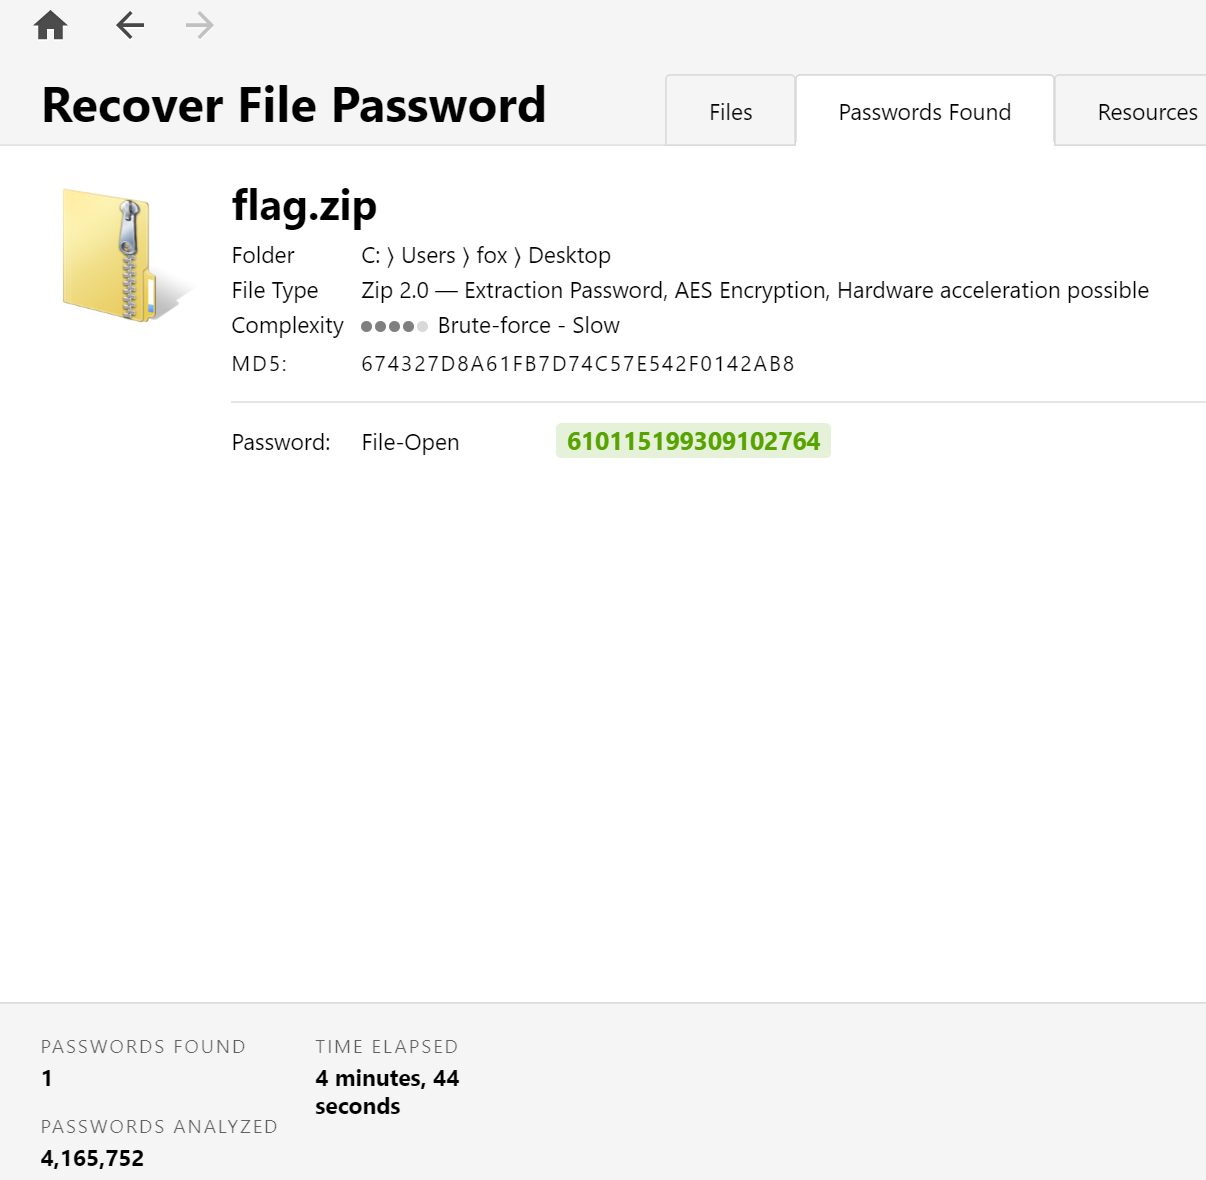 Recover File Password
Files
Passwords Found
Resources
flag.zip
Folder C: ⟩ Users ⟩ fox ⟩ Desktop
File Type Zip 2.0 — Extraction Password, AES Encryption, Hardware acceleration possible
Complexity Brute-force - Slow
MD5: 674327D8A61FB7D74C57E542F0142AB8
Password: File-Open 610115199309102764
PASSWORDS FOUND
1
TIME ELAPSED
4 minutes, 44
seconds
PASSWORDS ANALYZED
4,165,752